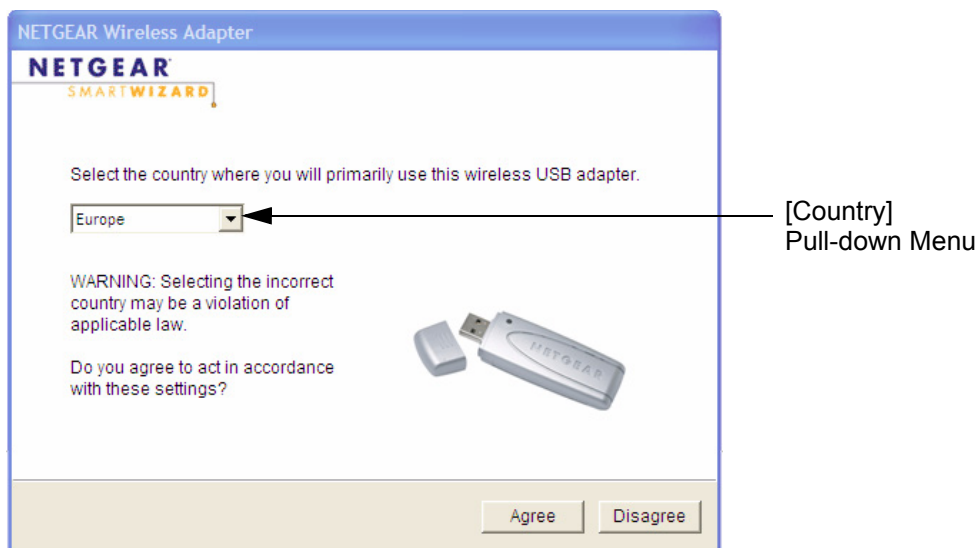 NETGEAR Wireless Adapter
NETGEAR
SMARTWIZARD
Select the country where you will primarily use this wireless USB adapter.
Europe
[Country]
Pull-down Menu
WARNING: Selecting the incorrect
country may be a violation of
applicable law.
Do you agree to act in accordance
with these settings?
NETGEAR
Agree
Disagree